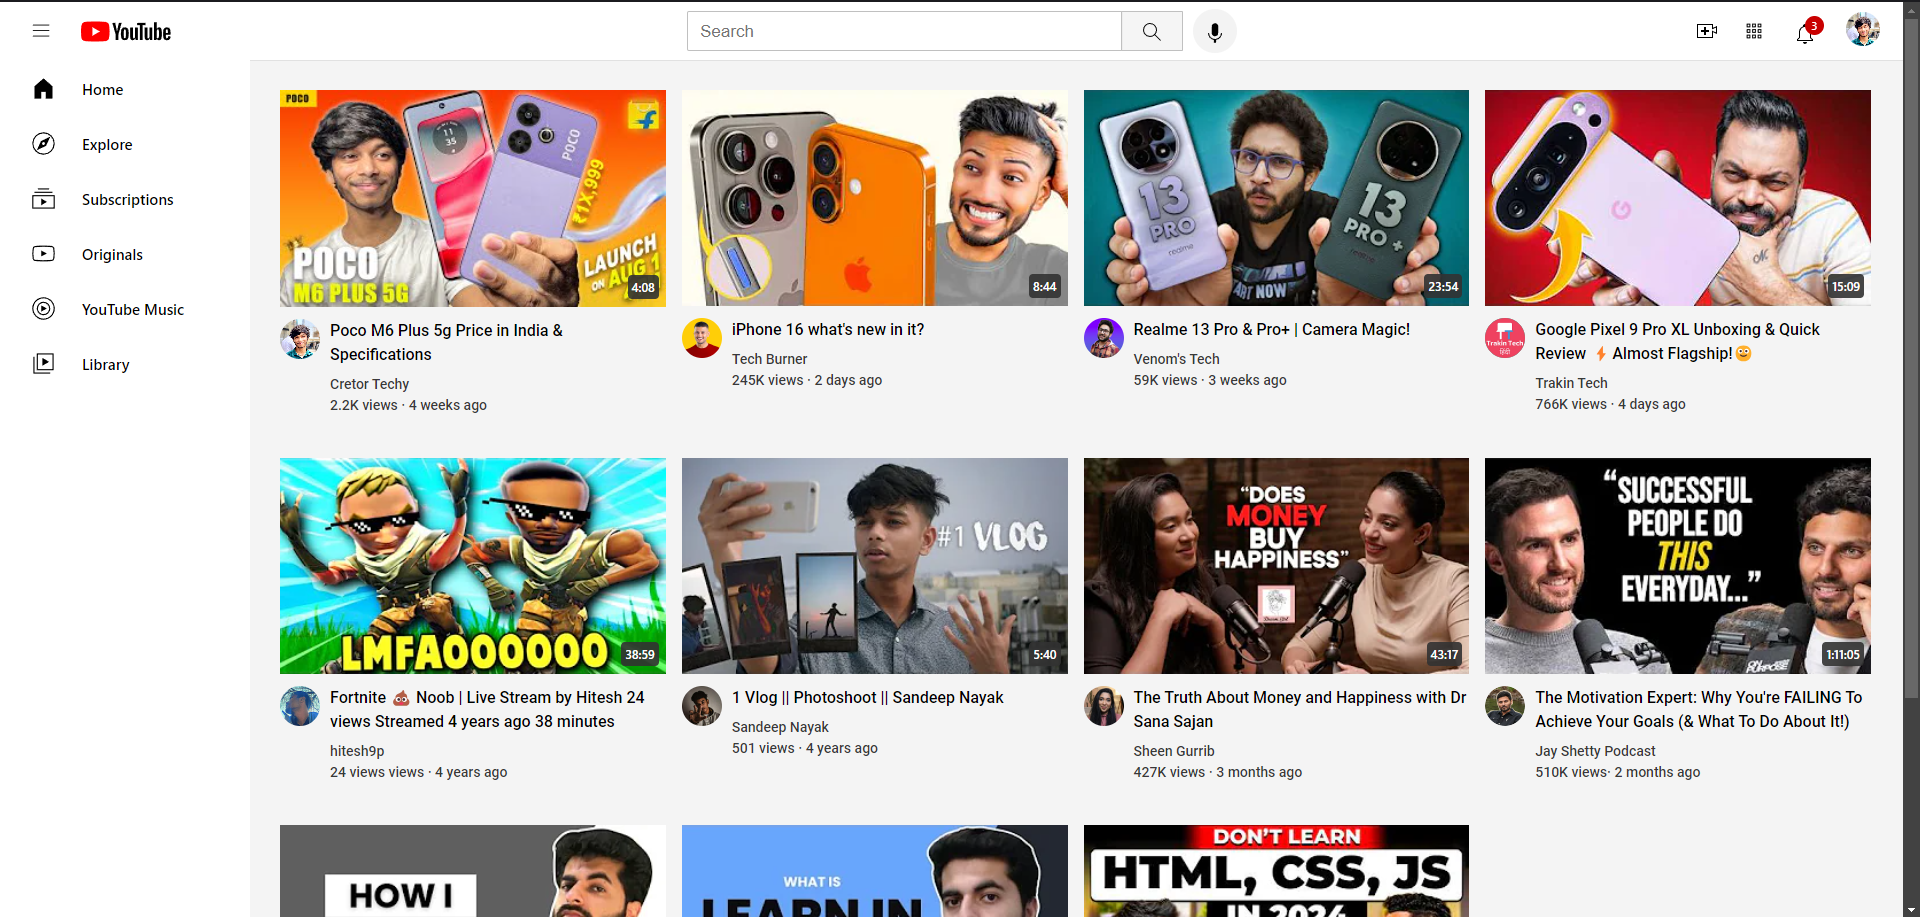 YouTube
Search
3
Home
Explore
Subscriptions
Originals
YouTube Music
Library
POCO
11
35
POCO
₹1X,999
POCO
M6 PLUS 5G
LAUNCH
ON AUG 1
4:08
8:44
13
PRO
realme
13
PRO +
realme
START NOW
23:54
15:09
Poco M6 Plus 5g Price in India &
Specifications
Cretor Techy
2.2K views · 4 weeks ago
iPhone 16 what's new in it?
Tech Burner
245K views · 2 days ago
Realme 13 Pro & Pro+ | Camera Magic!
Venom's Tech
59K views · 3 weeks ago
Trakin Tech
Google Pixel 9 Pro XL Unboxing & Quick
Review ⚡ Almost Flagship!🙂
Trakin Tech
766K views · 4 days ago
LMFAOOOOOO
38:59
#1 VLOG
5:40
"DOES
MONEY
BUY
HAPPINESS"
43:17
"SUCCESSFUL
PEOPLE DO
THIS
EVERYDAY..."
ON PURPOSE
1:11:05
Fortnite 💩 Noob | Live Stream by Hitesh 24
views Streamed 4 years ago 38 minutes
hitesh9p
24 views views · 4 years ago
1 Vlog || Photoshoot || Sandeep Nayak
Sandeep Nayak
501 views · 4 years ago
The Truth About Money and Happiness with Dr
Sana Sajan
Sheen Gurrib
427K views · 3 months ago
The Motivation Expert: Why You're FAILING To
Achieve Your Goals (& What To Do About It!)
Jay Shetty Podcast
510K views· 2 months ago
HOW I
WHAT IS
LEARN IN
DON'T LEARN
HTML, CSS, JS
IN 2024